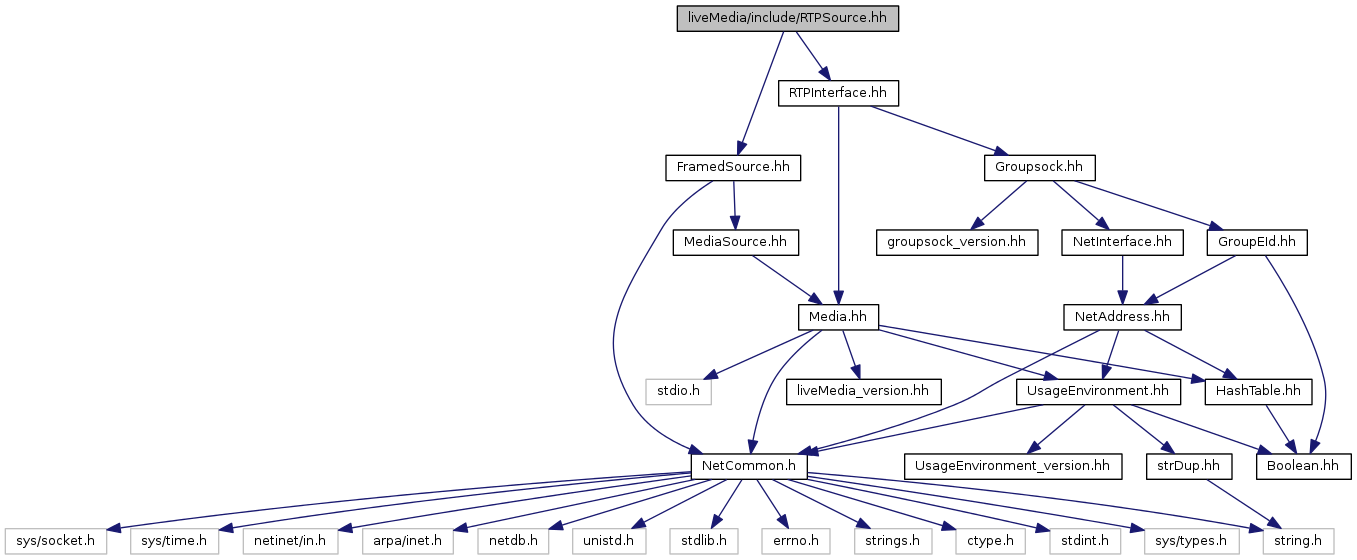 liveMedia/include/RTPSource.hh
RTPInterface.hh
FramedSource.hh
Groupsock.hh
MediaSource.hh
groupsock_version.hh
NetInterface.hh
GroupEId.hh
Media.hh
NetAddress.hh
stdio.h
liveMedia_version.hh
UsageEnvironment.hh
HashTable.hh
NetCommon.h
UsageEnvironment_version.hh
strDup.hh
Boolean.hh
sys/socket.h
sys/time.h
netinet/in.h
arpa/inet.h
netdb.h
unistd.h
stdlib.h
errno.h
strings.h
ctype.h
stdint.h
sys/types.h
string.h